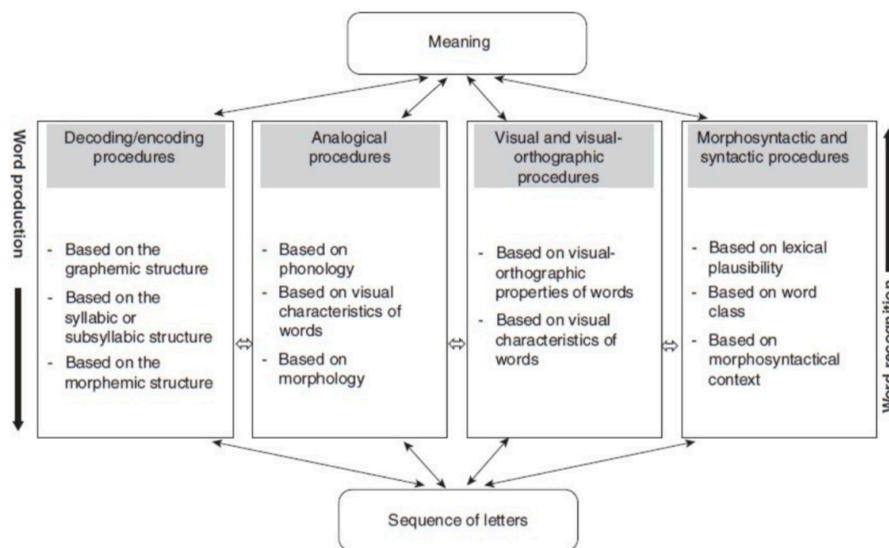 Meaning
Word production
Decoding/encoding
procedures
- Based on the
graphemic structure
- Based on the
syllabic or
subsyllabic structure
- Based on the
morphemic structure
Analogical
procedures
- Based on
phonology
- Based on visual
characteristics of
words
- Based on
morphology
Visual and visual-
orthographic
procedures
- Based on visual-
orthographic
properties of words
- Based on visual
characteristics of
words
Morphosyntactic and
syntactic procedures
- Based on lexical
plausibility
- Based on word
class
- Based on
morphosyntactical
context
Word recognition
Sequence of letters